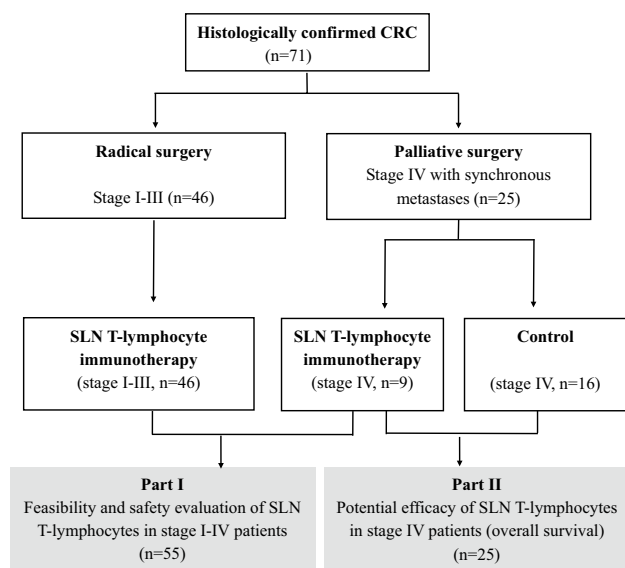 Histologically confirmed CRC
(n=71)
Radical surgery
Stage I-III (n=46)
Palliative surgery
Stage IV with synchronous
metastases (n=25)
SLN T-lymphocyte
immunotherapy
(stage I-III, n=46)
SLN T-lymphocyte
immunotherapy
(stage IV, n=9)
Control
(stage IV, n=16)
Part I
Feasibility and safety evaluation of SLN
T-lymphocytes in stage I-IV patients
(n=55)
Part II
Potential efficacy of SLN T-lymphocytes
in stage IV patients (overall survival)
(n=25)